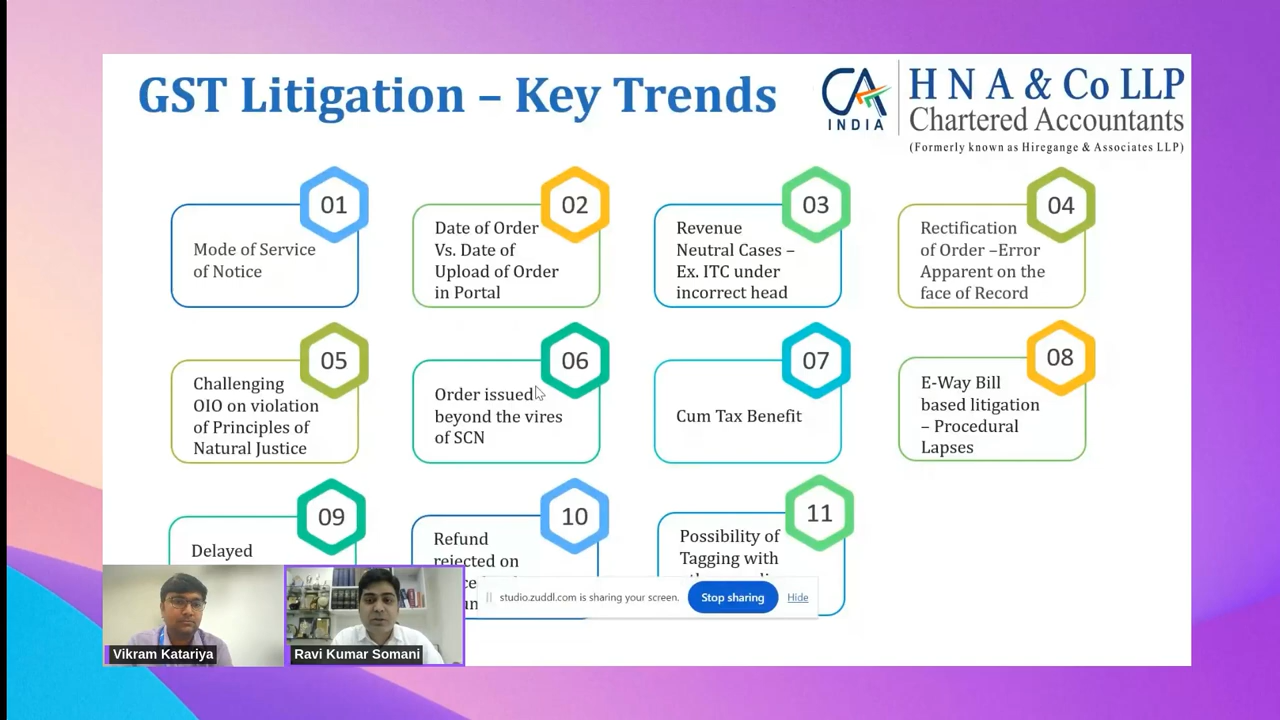 GST Litigation – Key Trends
CA
INDIA
H N A & Co LLP
Chartered Accountants
(Formerly known as Hiregange & Associates LLP)
01
Mode of Service
of Notice
02
Date of Order
Vs. Date of
Upload of Order
in Portal
03
Revenue
Neutral Cases –
Ex. ITC under
incorrect head
04
Rectification
of Order –Error
Apparent on the
face of Record
05
Challenging
OIO on violation
of Principles of
Natural Justice
06
Order issued
beyond the vires
of SCN
07
Cum Tax Benefit
08
E-Way Bill
based litigation
– Procedural
Lapses
09
Delayed
10
Refund
rejected on
11
Possibility of
Tagging with
studio.zuddl.com is sharing your screen.
Stop sharing
Hide
Vikram Katariya
Ravi Kumar Somani